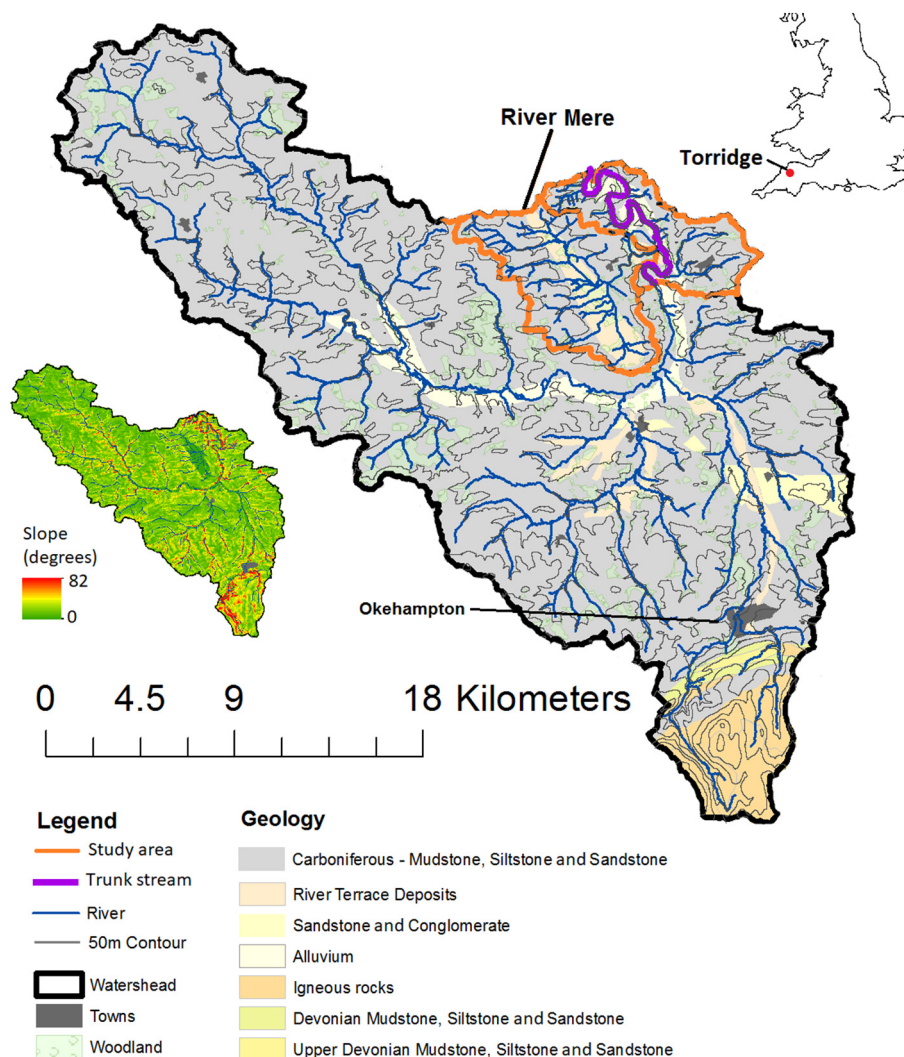 River Mere
Torridge
Slope
(degrees)
82
0
Okehampton
0 4.5 9 18 Kilometers
Legend
Study area
Trunk stream
River
50m Contour
Watershead
Towns
Woodland
Geology
Carboniferous - Mudstone, Siltstone and Sandstone
River Terrace Deposits
Sandstone and Conglomerate
Alluvium
Igneous rocks
Devonian Mudstone, Siltstone and Sandstone
Upper Devonian Mudstone, Siltstone and Sandstone